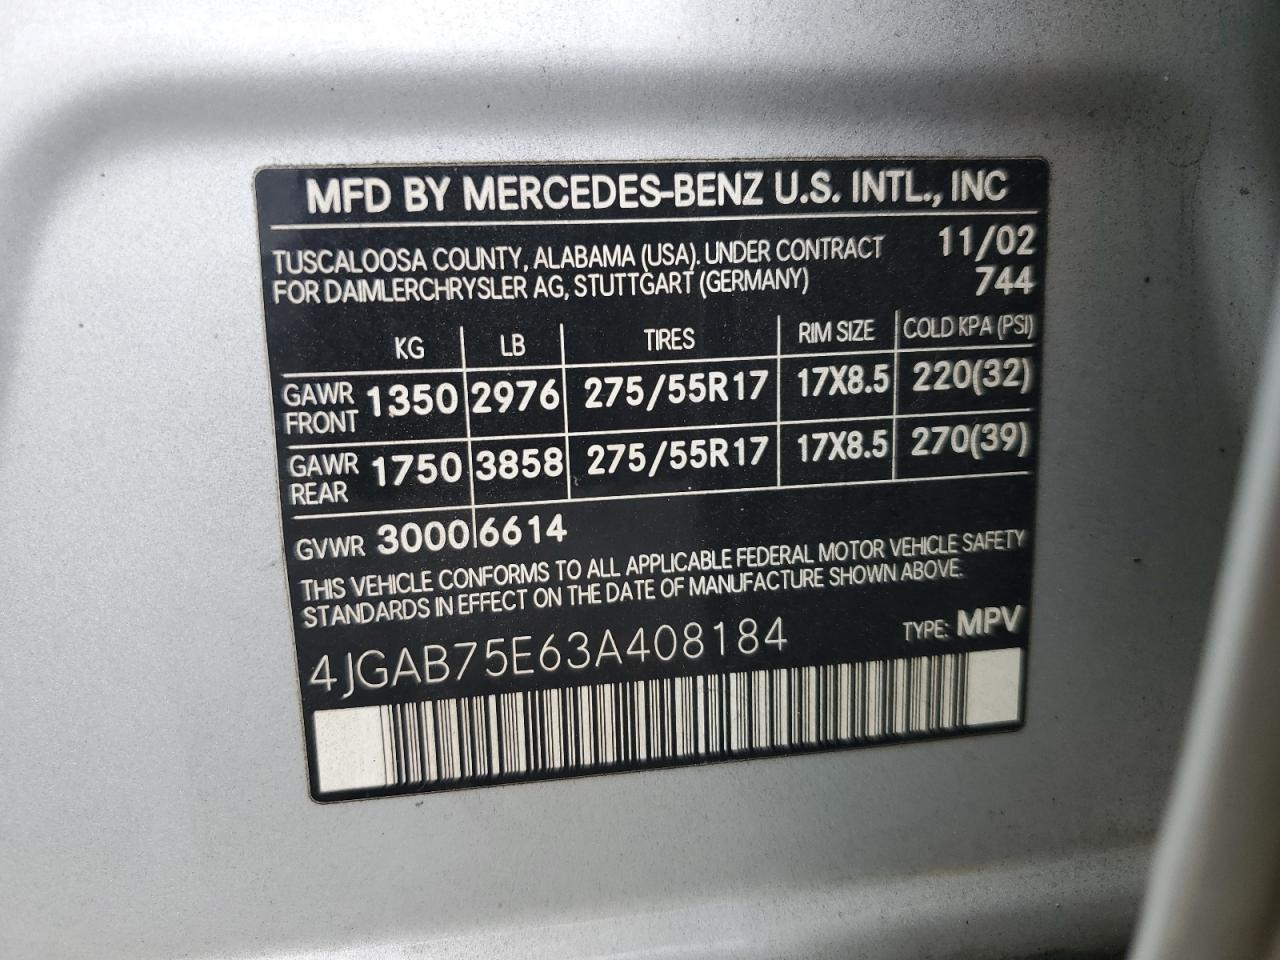 MFD BY MERCEDES-BENZ U.S. INTL., INC
TUSCALOOSA COUNTY, ALABAMA (USA). UNDER CONTRACT 11/02
FOR DAIMLERCHRYSLER AG, STUTTGART (GERMANY) 744
KG LB TIRES RIM SIZE COLD KPA (PSI)
GAWR FRONT 1350 2976 275/55R17 17X8.5 220(32)
GAWR REAR 1750 3858 275/55R17 17X8.5 270(39)
GVWR 3000 6614
THIS VEHICLE CONFORMS TO ALL APPLICABLE FEDERAL MOTOR VEHICLE SAFETY
STANDARDS IN EFFECT ON THE DATE OF MANUFACTURE SHOWN ABOVE.
4JGAB75E63A408184 TYPE: MPV